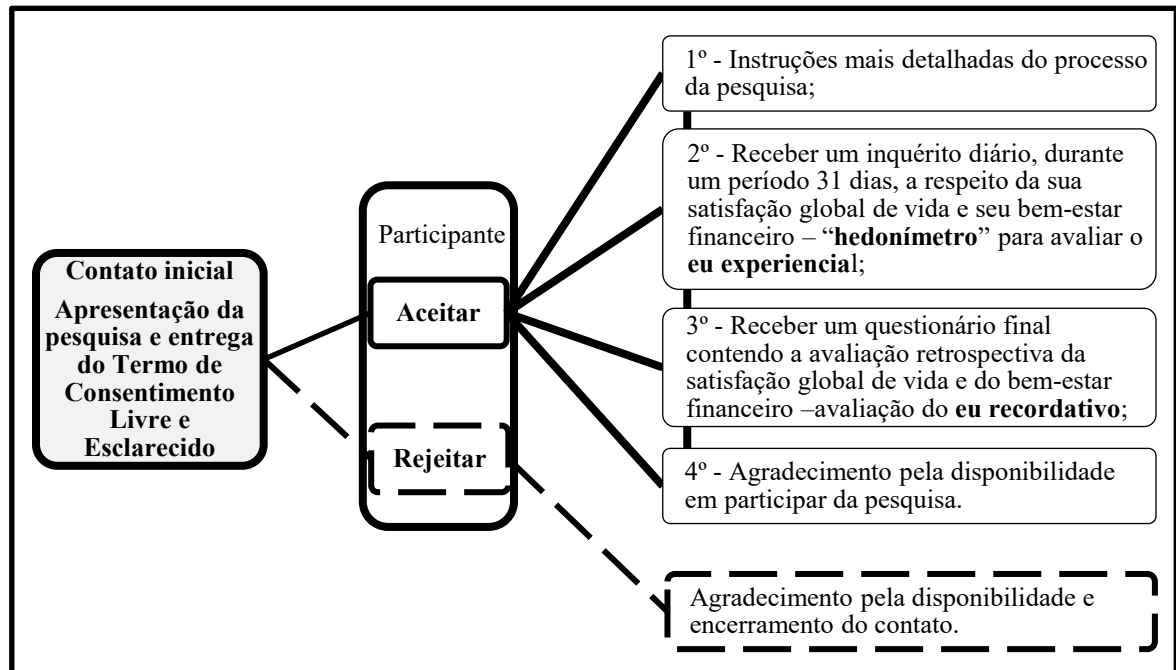 Contato inicial
Apresentação da
pesquisa e entrega
do Termo de
Consentimento
Livre e
Esclarecido
Participante
Aceitar
Rejeitar
1º - Instruções mais detalhadas do processo
da pesquisa;
2º - Receber um inquérito diário, durante
um período 31 dias, a respeito da sua
satisfação global de vida e seu bem-estar
financeiro – “hedonímetro” para avaliar o
eu experiencial;
3º - Receber um questionário final
contendo a avaliação retrospectiva da
satisfação global de vida e do bem-estar
financeiro –avaliação do eu recordativo;
4º - Agradecimento pela disponibilidade
em participar da pesquisa.
Agradecimento pela disponibilidade e
encerramento do contato.